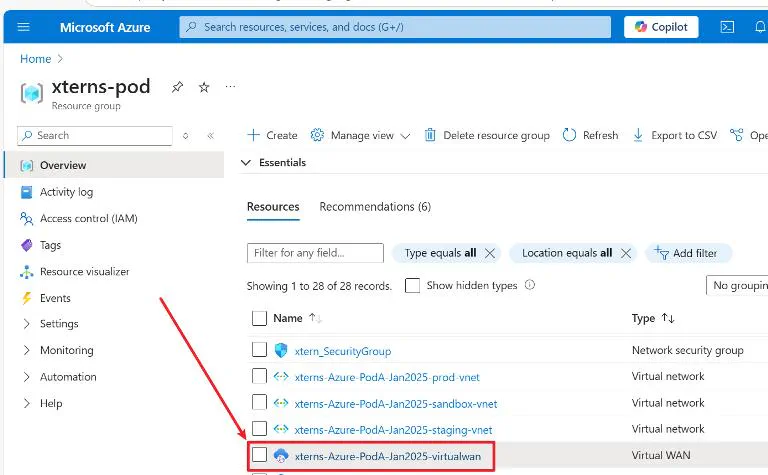 Microsoft Azure
Search resources, services, and docs (G+/)
Copilot
Home
xterns-pod
Resource group
Search
Create
Manage view
Delete resource group
Refresh
Export to CSV
Ope
Overview
Essentials
Activity log
Access control (IAM)
Resources
Recommendations (6)
Tags
Filter for any field...
Type equals all
Location equals all
Add filter
Resource visualizer
Showing 1 to 28 of 28 records.
Show hidden types
No groupin
Events
Settings
Name
Type
Monitoring
xtern_SecurityGroup
Network security group
Automation
xterns-Azure-PodA-Jan2025-prod-vnet
Virtual network
Help
xterns-Azure-PodA-Jan2025-sandbox-vnet
Virtual network
xterns-Azure-PodA-Jan2025-staging-vnet
Virtual network
xterns-Azure-PodA-Jan2025-virtualwan
Virtual WAN